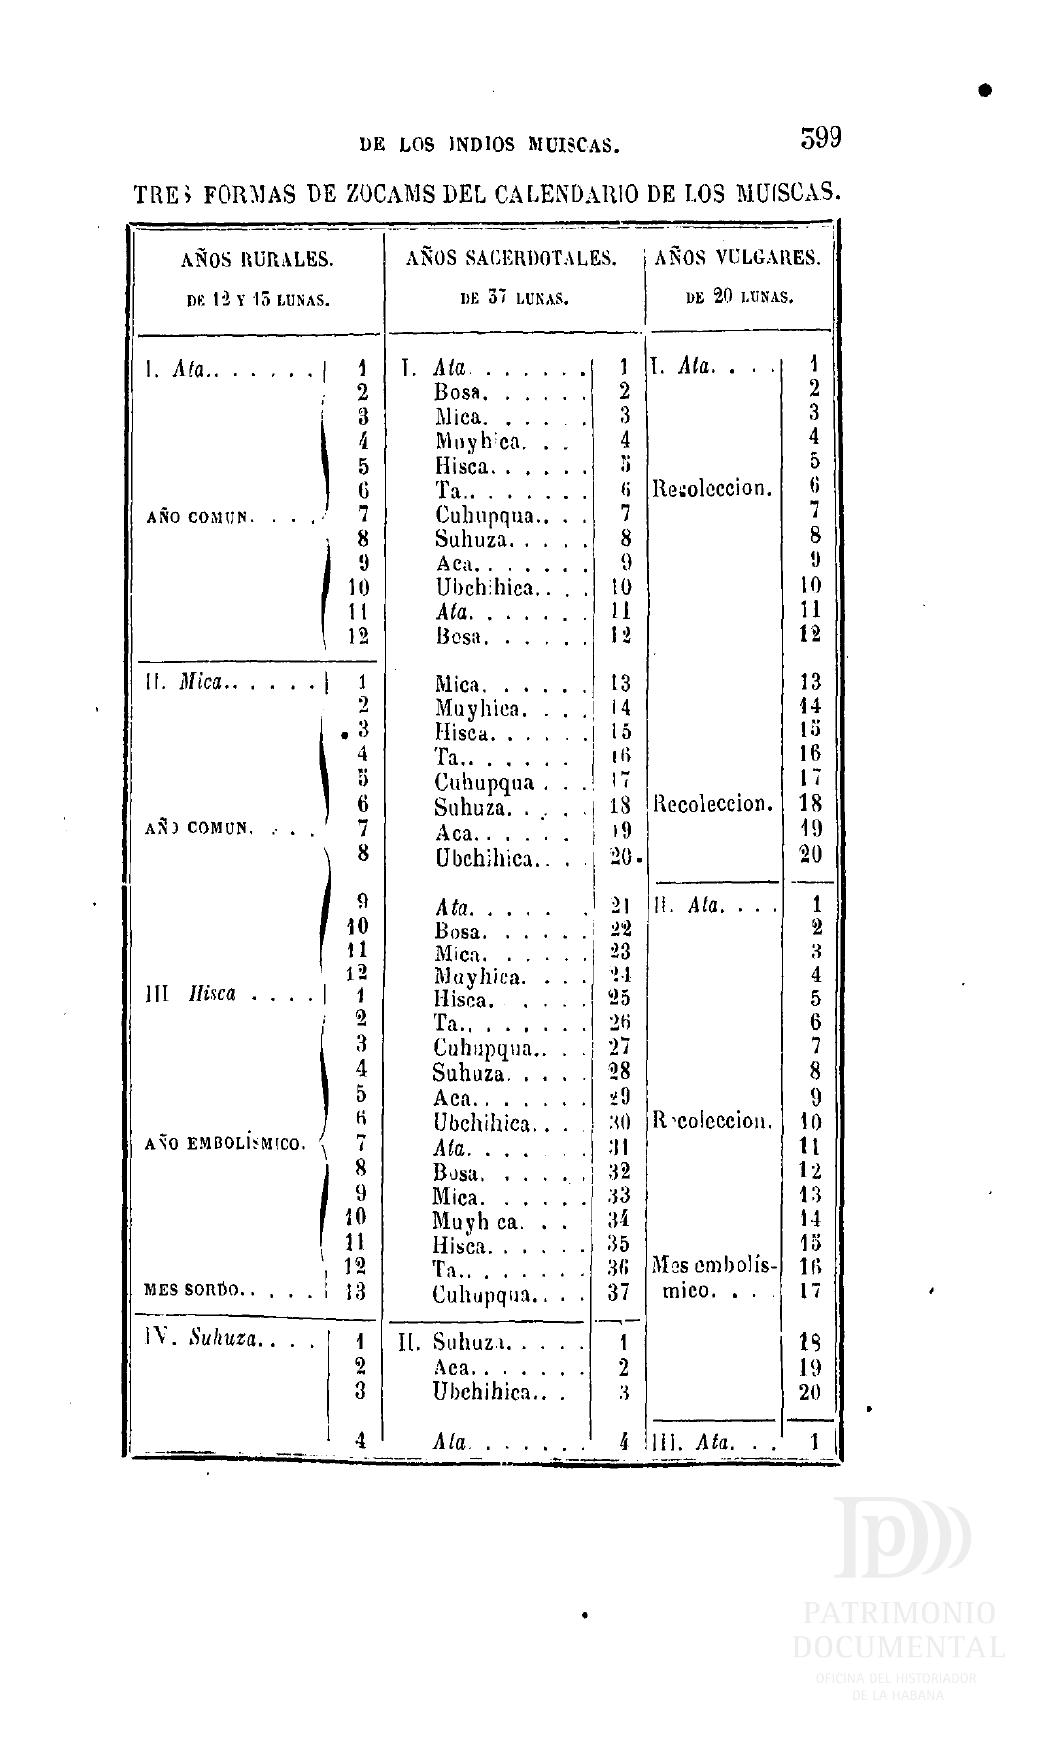 DE LOS INDIOS MUISCAS. 399
TRES FORMAS DE ZOCAMS DEL CALENDARIO DE LOS MUISCAS.
AÑOS RURALES. AÑOS SACERDOTALES. AÑOS VULGARES.
DE 12 Y 13 LUNAS. DE 37 LUNAS. DE 20 LUNAS.
I. Ata.. . . . . . 1 I. Ata. . . . . . . 1 I. Ata. . . . 1
2 Bosa. . . . . . 2 2
3 Mica. . . . . . 3 3
4 Muyhica. . . 4 4
5 Hisca. . . . . . 5 5
6 Ta.. . . . . . . 6 Recoleccion. 6
AÑO COMUN. . . . . 7 Cuhupqua.. . . 7 7
8 Suhuza. . . . . 8 8
9 Aca. . . . . . . 9 9
10 Ubchihica.. . . 10 10
11 Ata. . . . . . . 11 11
12 Bosa. . . . . . 12 12
II. Mica.. . . . . . 1 Mica. . . . . . 13 13
2 Muyhica. . . . 14 14
3 Hisca. . . . . . 15 15
4 Ta.. . . . . . 16 16
5 Cuhupqua . . . 17 17
6 Suhuza. . . . . 18 Recoleccion. 18
AÑO COMUN. . . . 7 Aca. . . . . . 19 19
8 Ubchihica.. . . 20. 20
9 Ata. . . . . . 21 II. Ata. . . . 1
10 Bosa. . . . . . 22 2
11 Mica. . . . . . 23 3
12 Muyhica. . . . 24 4
III Hisca . . . . 1 Hisca. . . . . 25 5
2 Ta.. . . . . . . 26 6
3 Cuhupqua.. . . 27 7
4 Suhuza. . . . . 28 8
5 Aca.. . . . . . 29 9
6 Ubchihica.. . . 30 Recoleccion. 10
AÑO EMBOLÍSMICO. 7 Ata. . . . . . 31 11
8 Bosa. . . . . . 32 12
9 Mica. . . . . . 33 13
10 Muyh ca. . . 34 14
11 Hisca. . . . . . 35 15
12 Ta.. . . . . . . 36 Mes embolís- 16
MES SORDO.. . . . . 13 Cuhupqua.. . . 37 mico. . . . 17
IV. Suhuza.. . . 1 II. Suhuza. . . . . 1 18
2 Aca. . . . . . . 2 19
3 Ubchihica.. . 3 20
4 Ata. . . . . . . 4 III. Ata. . . 1
PATRIMONIO
DOCUMENTAL
OFICINA DEL HISTORIADOR
DE LA HABANA